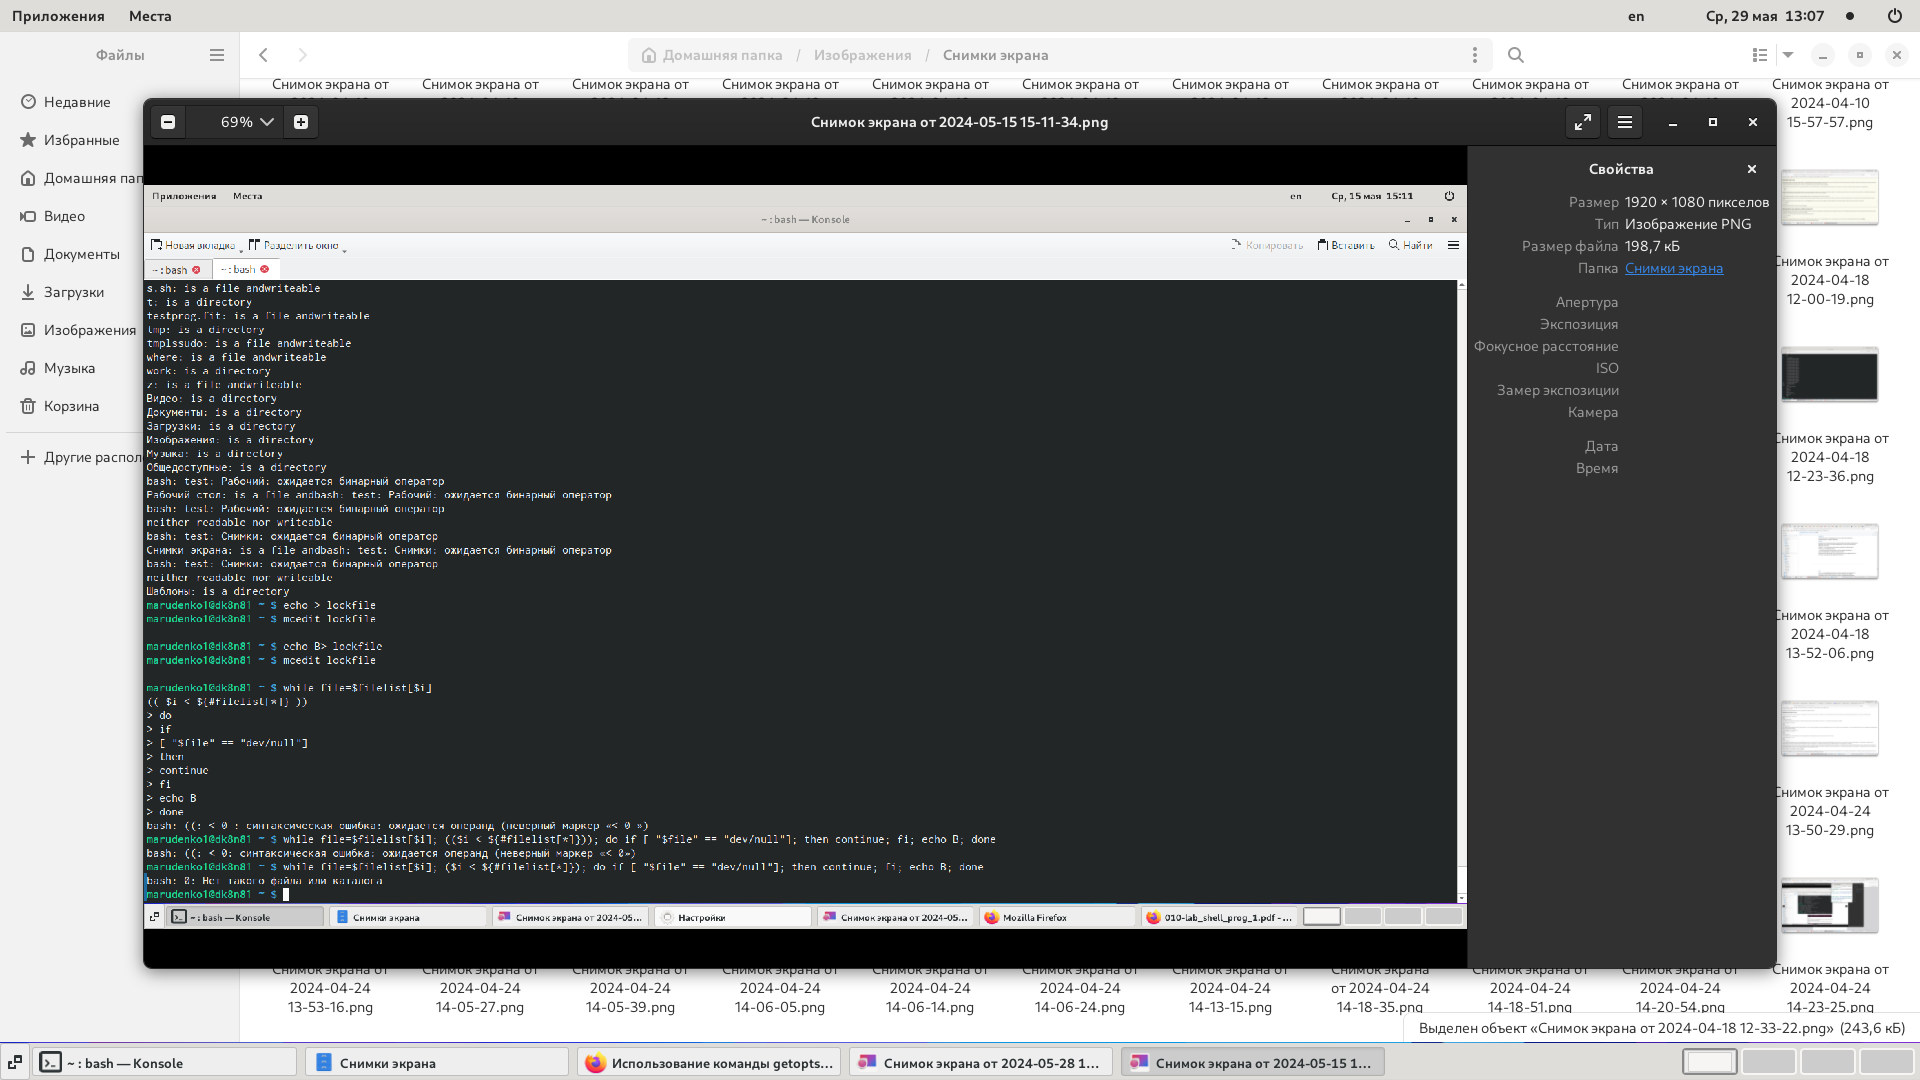 Приложения Места en Ср, 29 мая 13:07
Файлы
Домашняя папка / Изображения / Снимки экрана
Недавние
Избранные
Домашняя пап
Видео
Документы
Загрузки
Изображения
Музыка
Корзина
Другие распол
Снимок экрана от
Снимок экрана от
Снимок экрана от
Снимок экрана от
Снимок экрана от
Снимок экрана от
Снимок экрана от
Снимок экрана от
Снимок экрана от
Снимок экрана от
Снимок экрана от
2024-04-10
15-57-57.png
69%
Снимок экрана от 2024-05-15 15-11-34.png
Приложения Места en Ср, 15 мая 15:11
~ : bash — Konsole
Новая вкладка Разделить окно Копировать Вставить Найти
~ : bash ~ : bash
s.sh: is a file andwriteable
t: is a directory
testprog.fit: is a file andwriteable
tmp: is a directory
tmplssudo: is a file andwriteable
where: is a file andwriteable
work: is a directory
z: is a file andwriteable
Видео: is a directory
Документы: is a directory
Загрузки: is a directory
Изображения: is a directory
Музыка: is a directory
Общедоступные: is a directory
bash: test: Рабочий: ожидается бинарный оператор
Рабочий стол: is a file andbash: test: Рабочий: ожидается бинарный оператор
bash: test: Рабочий: ожидается бинарный оператор
neither readable nor writeable
bash: test: Снимки: ожидается бинарный оператор
Снимки экрана: is a file andbash: test: Снимки: ожидается бинарный оператор
bash: test: Снимки: ожидается бинарный оператор
neither readable nor writeable
Шаблоны: is a directory
marudenko1@dk8n81 ~ $ echo > lockfile
marudenko1@dk8n81 ~ $ mcedit lockfile
marudenko1@dk8n81 ~ $ echo B> lockfile
marudenko1@dk8n81 ~ $ mcedit lockfile
marudenko1@dk8n81 ~ $ while file=$filelist[$i]
(( $i < ${#filelist[*]} ))
> do
> if
> [ "$file" == "dev/null"]
> then
> continue
> fi
> echo B
> done
bash: ((: < 0 : синтаксическая ошибка: ожидается операнд (неверный маркер «< 0 »)
marudenko1@dk8n81 ~ $ while file=$filelist[$i]; (($i < ${#filelist[*]})); do if [ "$file" == "dev/null"]; then continue; fi; echo B; done
bash: ((: < 0: синтаксическая ошибка: ожидается операнд (неверный маркер «< 0»)
marudenko1@dk8n81 ~ $ while file=$filelist[$i]; ($i < ${#filelist[*]}); do if [ "$file" == "dev/null"]; then continue; fi; echo B; done
bash: 0: Нет такого файла или каталога
marudenko1@dk8n81 ~ $
~ : bash — Konsole Снимки экрана Снимок экрана от 2024-05... Настройки Снимок экрана от 2024-05... Mozilla Firefox 010-lab_shell_prog_1.pdf - ...
Свойства
Размер 1920 × 1080 пикселов
Тип Изображение PNG
Размер файла 198,7 кБ
Папка Снимки экрана
Апертура
Экспозиция
Фокусное расстояние
ISO
Замер экспозиции
Камера
Дата
Время
Снимок экрана от
2024-04-18
12-00-19.png
Снимок экрана от
2024-04-18
12-23-36.png
Снимок экрана от
2024-04-18
13-52-06.png
Снимок экрана от
2024-04-24
13-50-29.png
Снимок экрана от Снимок экрана от Снимок экрана от Снимок экрана от Снимок экрана от Снимок экрана от Снимок экрана от Снимок экрана Снимок экрана от Снимок экрана от Снимок экрана от
2024-04-24 2024-04-24 2024-04-24 2024-04-24 2024-04-24 2024-04-24 2024-04-24 от 2024-04-24 2024-04-24 2024-04-24 2024-04-24
13-53-16.png 14-05-27.png 14-05-39.png 14-06-05.png 14-06-14.png 14-06-24.png 14-13-15.png 14-18-35.png 14-18-51.png 14-20-54.png 14-23-25.png
Выделен объект «Снимок экрана от 2024-04-18 12-33-22.png» (243,6 кБ)
~ : bash — Konsole Снимки экрана Использование команды getopts... Снимок экрана от 2024-05-28 1... Снимок экрана от 2024-05-15 1...